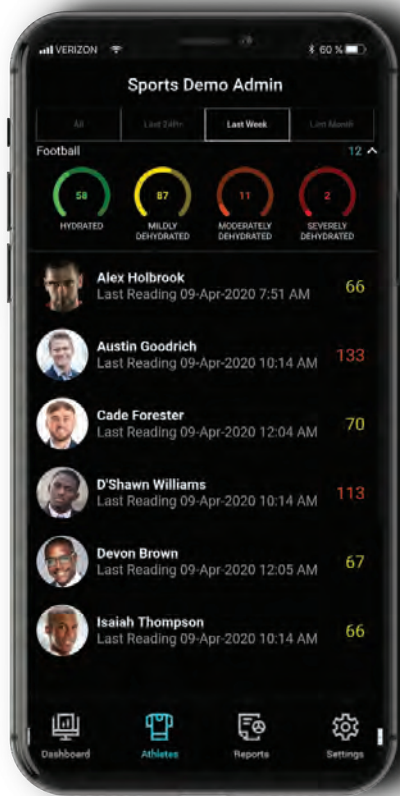 VERIZON 60 %
Sports Demo Admin
All Last 24Hr Last Week Last Month
Football 12
58 87 11 2
HYDRATED MILDLY DEHYDRATED MODERATELY DEHYDRATED SEVERELY DEHYDRATED
Alex Holbrook
Last Reading 09-Apr-2020 7:51 AM 66
Austin Goodrich
Last Reading 09-Apr-2020 10:14 AM 133
Cade Forester
Last Reading 09-Apr-2020 12:04 AM 70
D'Shawn Williams
Last Reading 09-Apr-2020 10:14 AM 113
Devon Brown
Last Reading 09-Apr-2020 12:05 AM 67
Isaiah Thompson
Last Reading 09-Apr-2020 10:14 AM 66
Dashboard Athletes Reports Settings